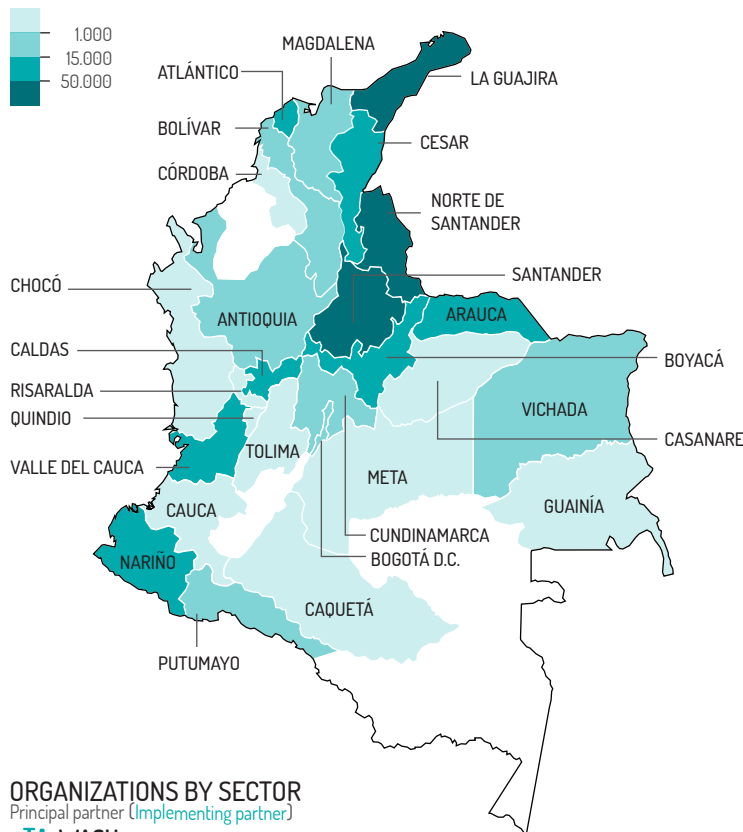 1.000
15.000
50.000
MAGDALENA
ATLÁNTICO
LA GUAJIRA
BOLÍVAR
CESAR
CÓRDOBA
NORTE DE
SANTANDER
SANTANDER
CHOCÓ
ANTIOQUIA
ARAUCA
CALDAS
BOYACÁ
RISARALDA
VICHADA
QUINDIO
CASANARE
TOLIMA
VALLE DEL CAUCA
META
GUAINÍA
CAUCA
CUNDINAMARCA
BOGOTÁ D.C.
NARIÑO
CAQUETÁ
PUTUMAYO
ORGANIZATIONS BY SECTOR
Principal partner (Implementing partner)